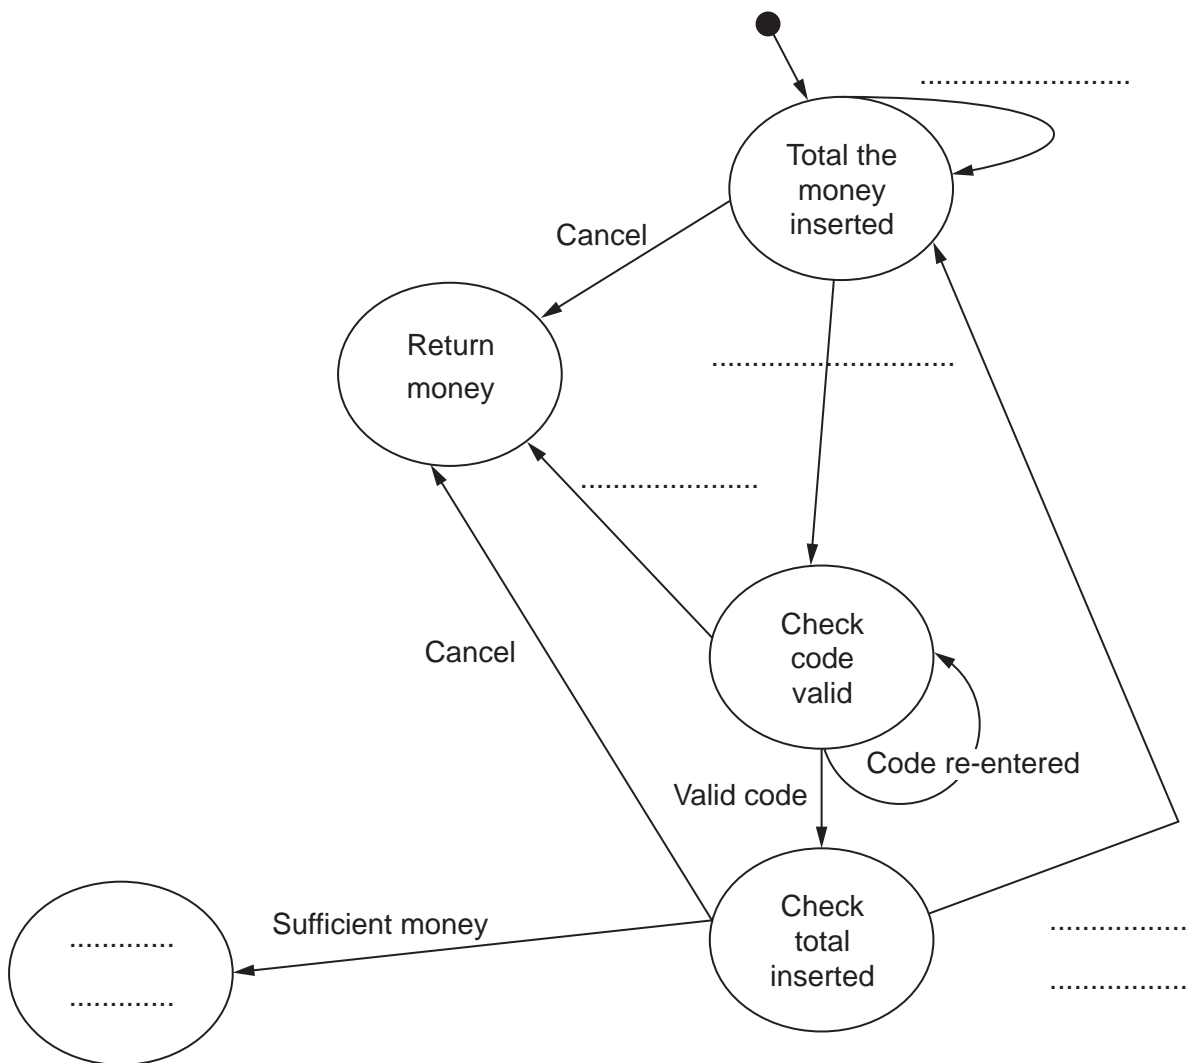 ..........................
Total the
money
inserted
Cancel
Return
money
..............................
......................
Check
code
valid
Cancel
Code re-entered
Valid code
Check
total
inserted
Sufficient money
.............
.............
.................
.................